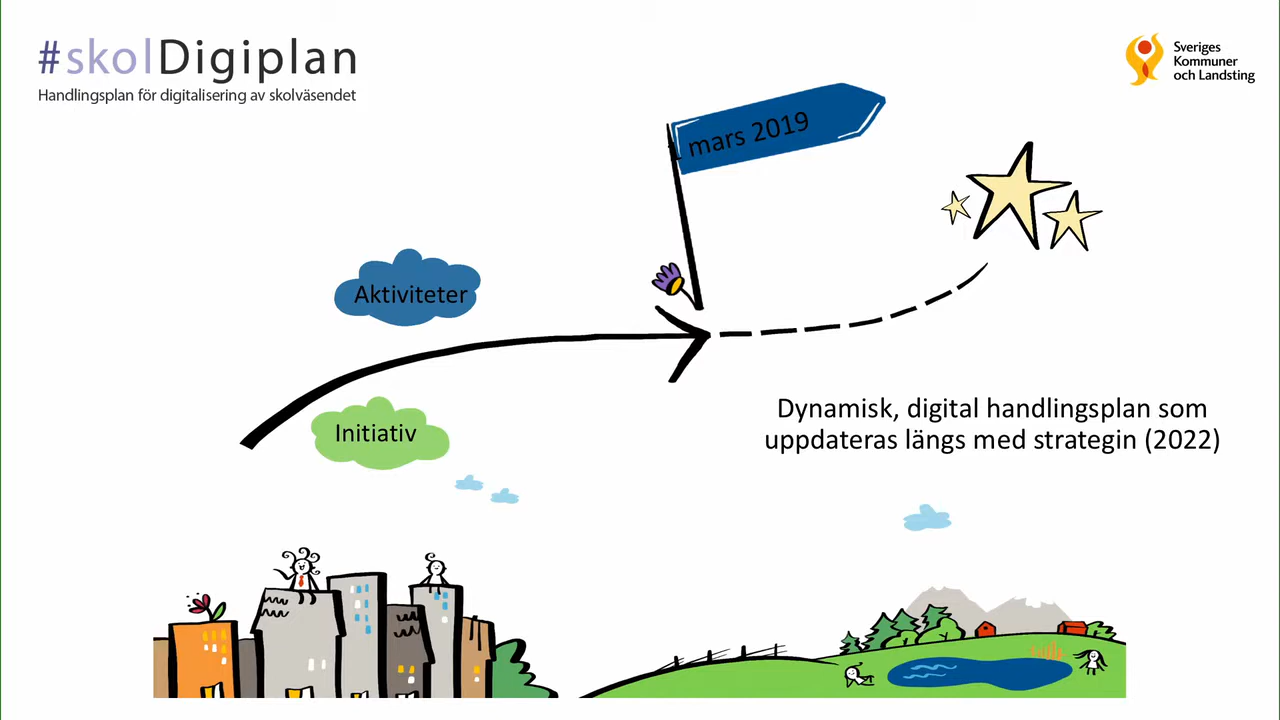 #skolDigiplan
Handlingsplan för digitalisering av skolväsendet
Sveriges
Kommuner
och Landsting
1 mars 2019
Aktiviteter
Initiativ
Dynamisk, digital handlingsplan som
uppdateras längs med strategin (2022)